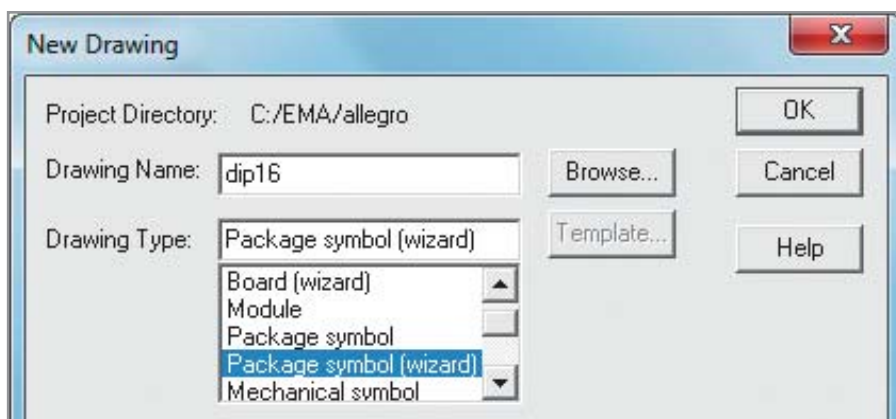 New Drawing
x
Project Directory: C:/EMA/allegro
OK
Drawing Name: dip16
Browse...
Cancel
Drawing Type: Package symbol (wizard)
Template...
Help
Board (wizard)
Module
Package symbol
Package symbol (wizard)
Mechanical symbol